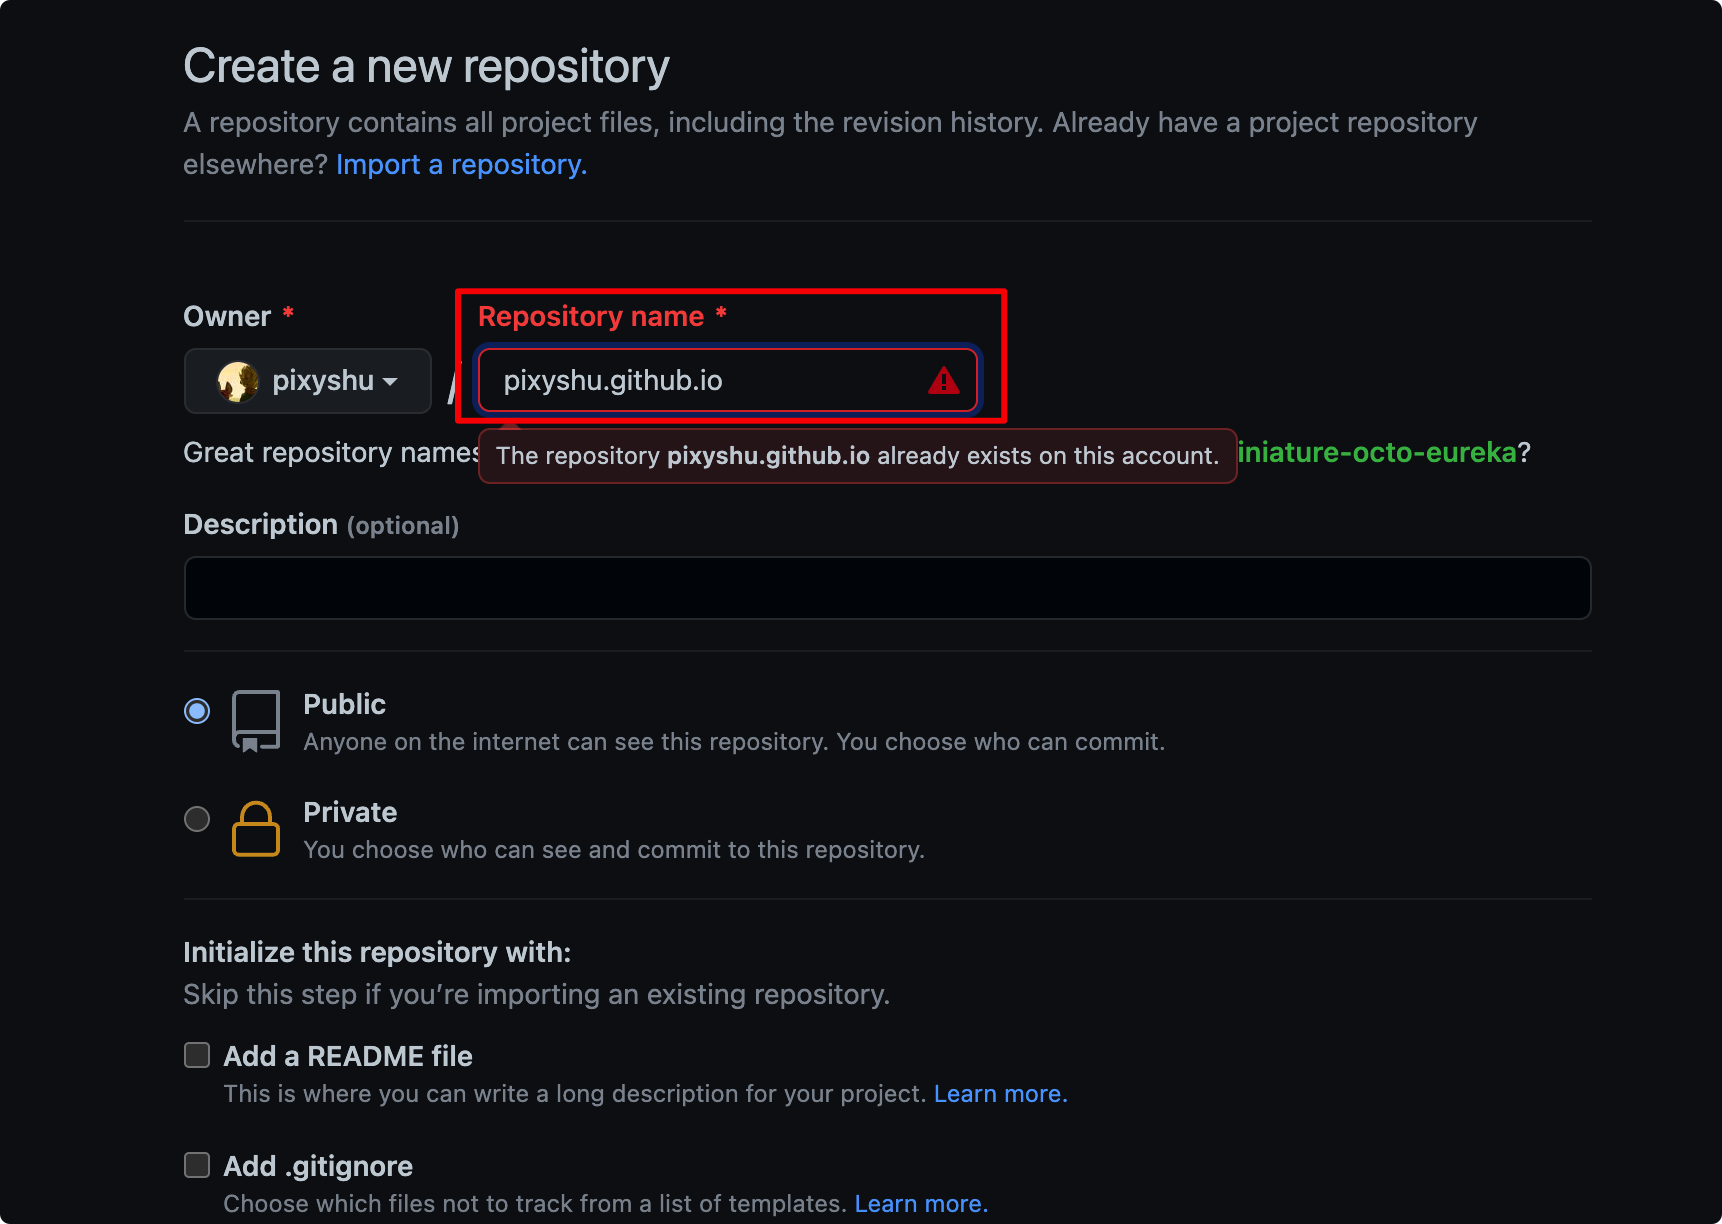 Create a new repository
A repository contains all project files, including the revision history. Already have a project repository
elsewhere? Import a repository.
Owner *
Repository name *
pixyshu
/
pixyshu.github.io
Great repository names
The repository pixyshu.github.io already exists on this account.
iniature-octo-eureka?
Description (optional)
Public
Anyone on the internet can see this repository. You choose who can commit.
Private
You choose who can see and commit to this repository.
Initialize this repository with:
Skip this step if you’re importing an existing repository.
Add a README file
This is where you can write a long description for your project. Learn more.
Add .gitignore
Choose which files not to track from a list of templates. Learn more.